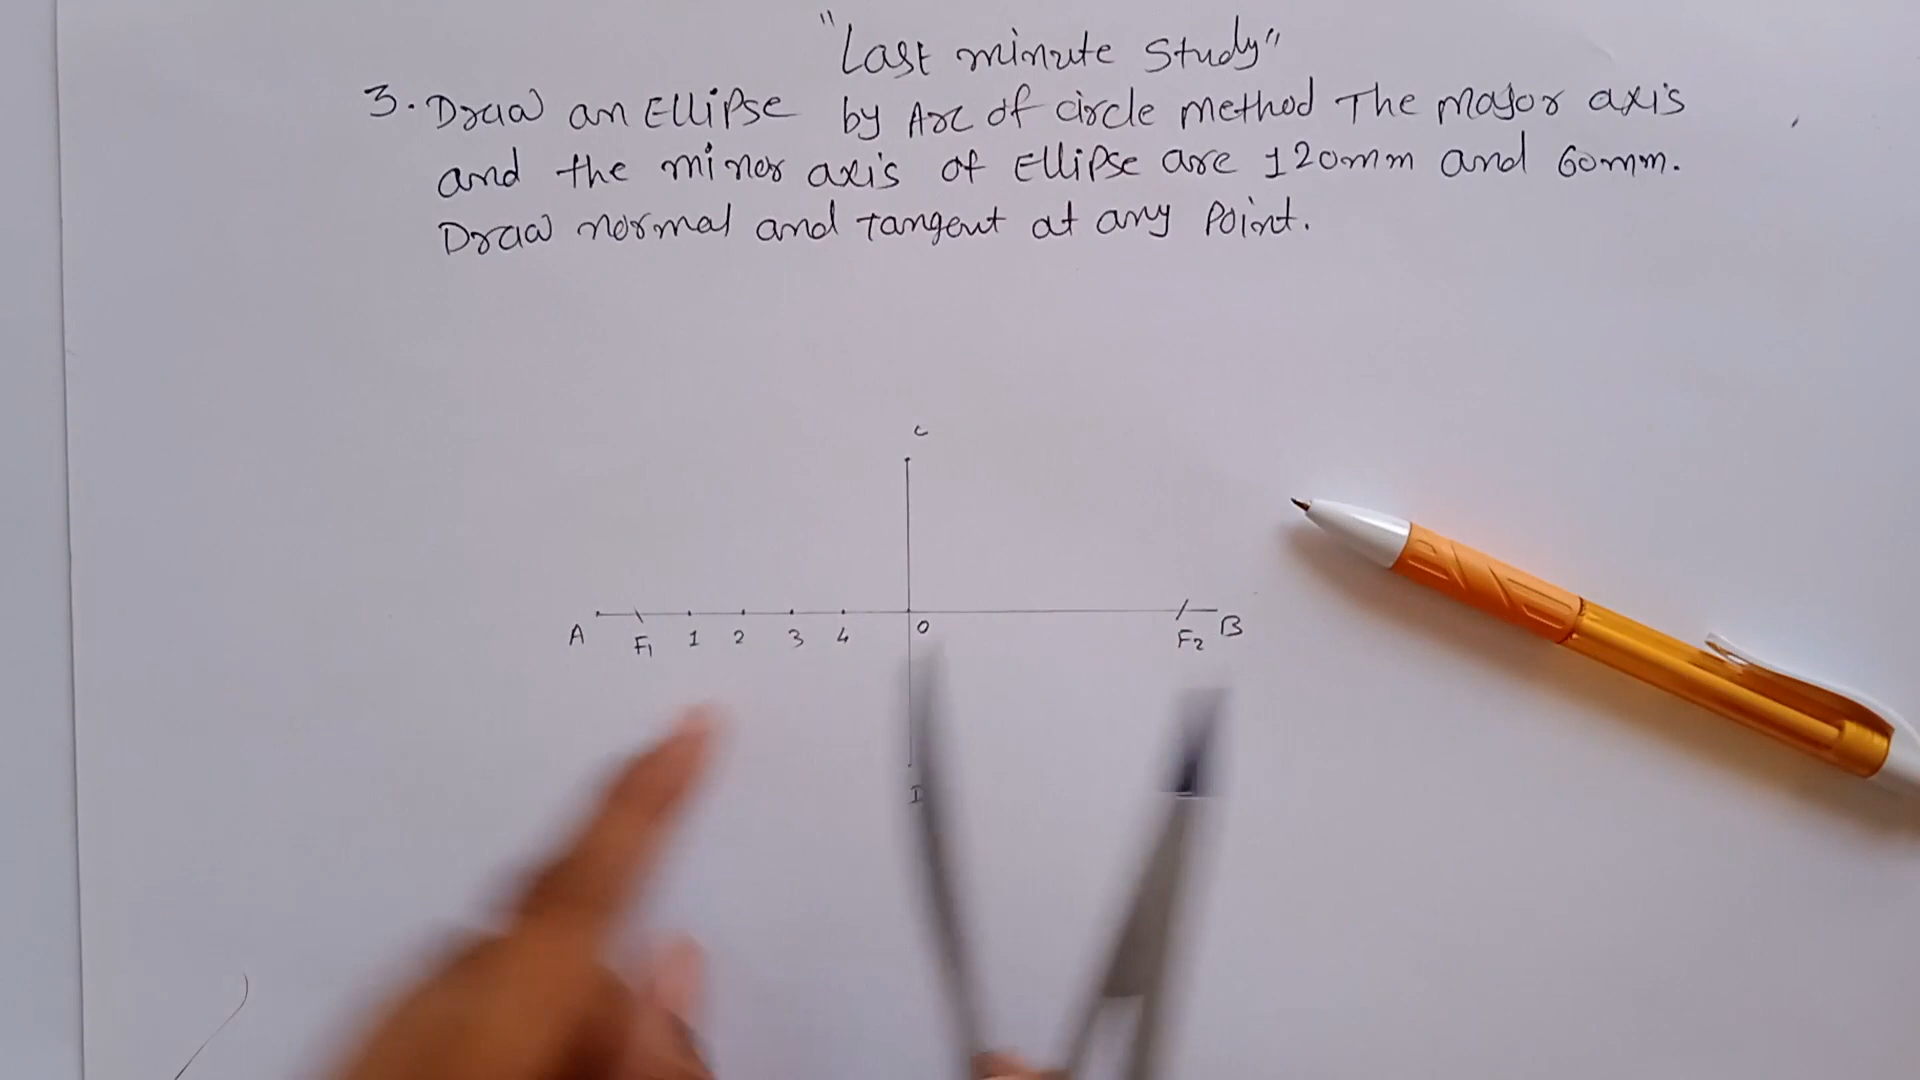 "Last minute Study"
3. Draw an Ellipse by Arc of circle method The major axis
and the minor axis of Ellipse are 120mm and 60mm.
Draw normal and Tangent at any Point.
C
A F1 1 2 3 4 O F2 B
D